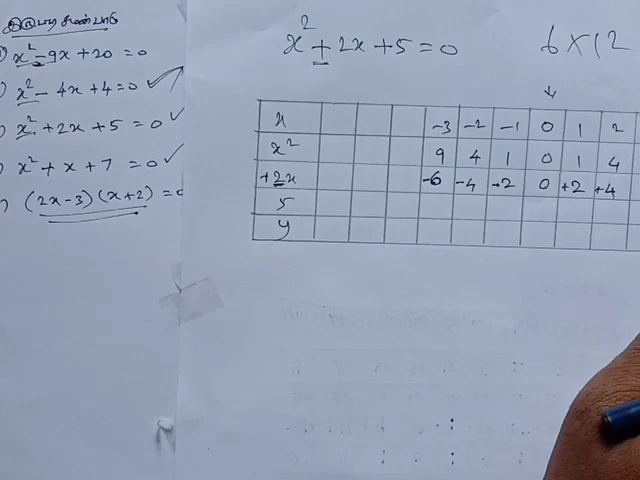 x² - 9x + 20 = 0
x² - 4x + 4 = 0 ✓
x² + 2x + 5 = 0 ✓
x² + x + 7 = 0 ✓
(2x - 3) (x + 2) = 0
x² + 2x + 5 = 0
6 x 12
x -3 -2 -1 0 1 2
x² 9 4 1 0 1 4
+2x -6 -4 -2 0 +2 +4
5
y